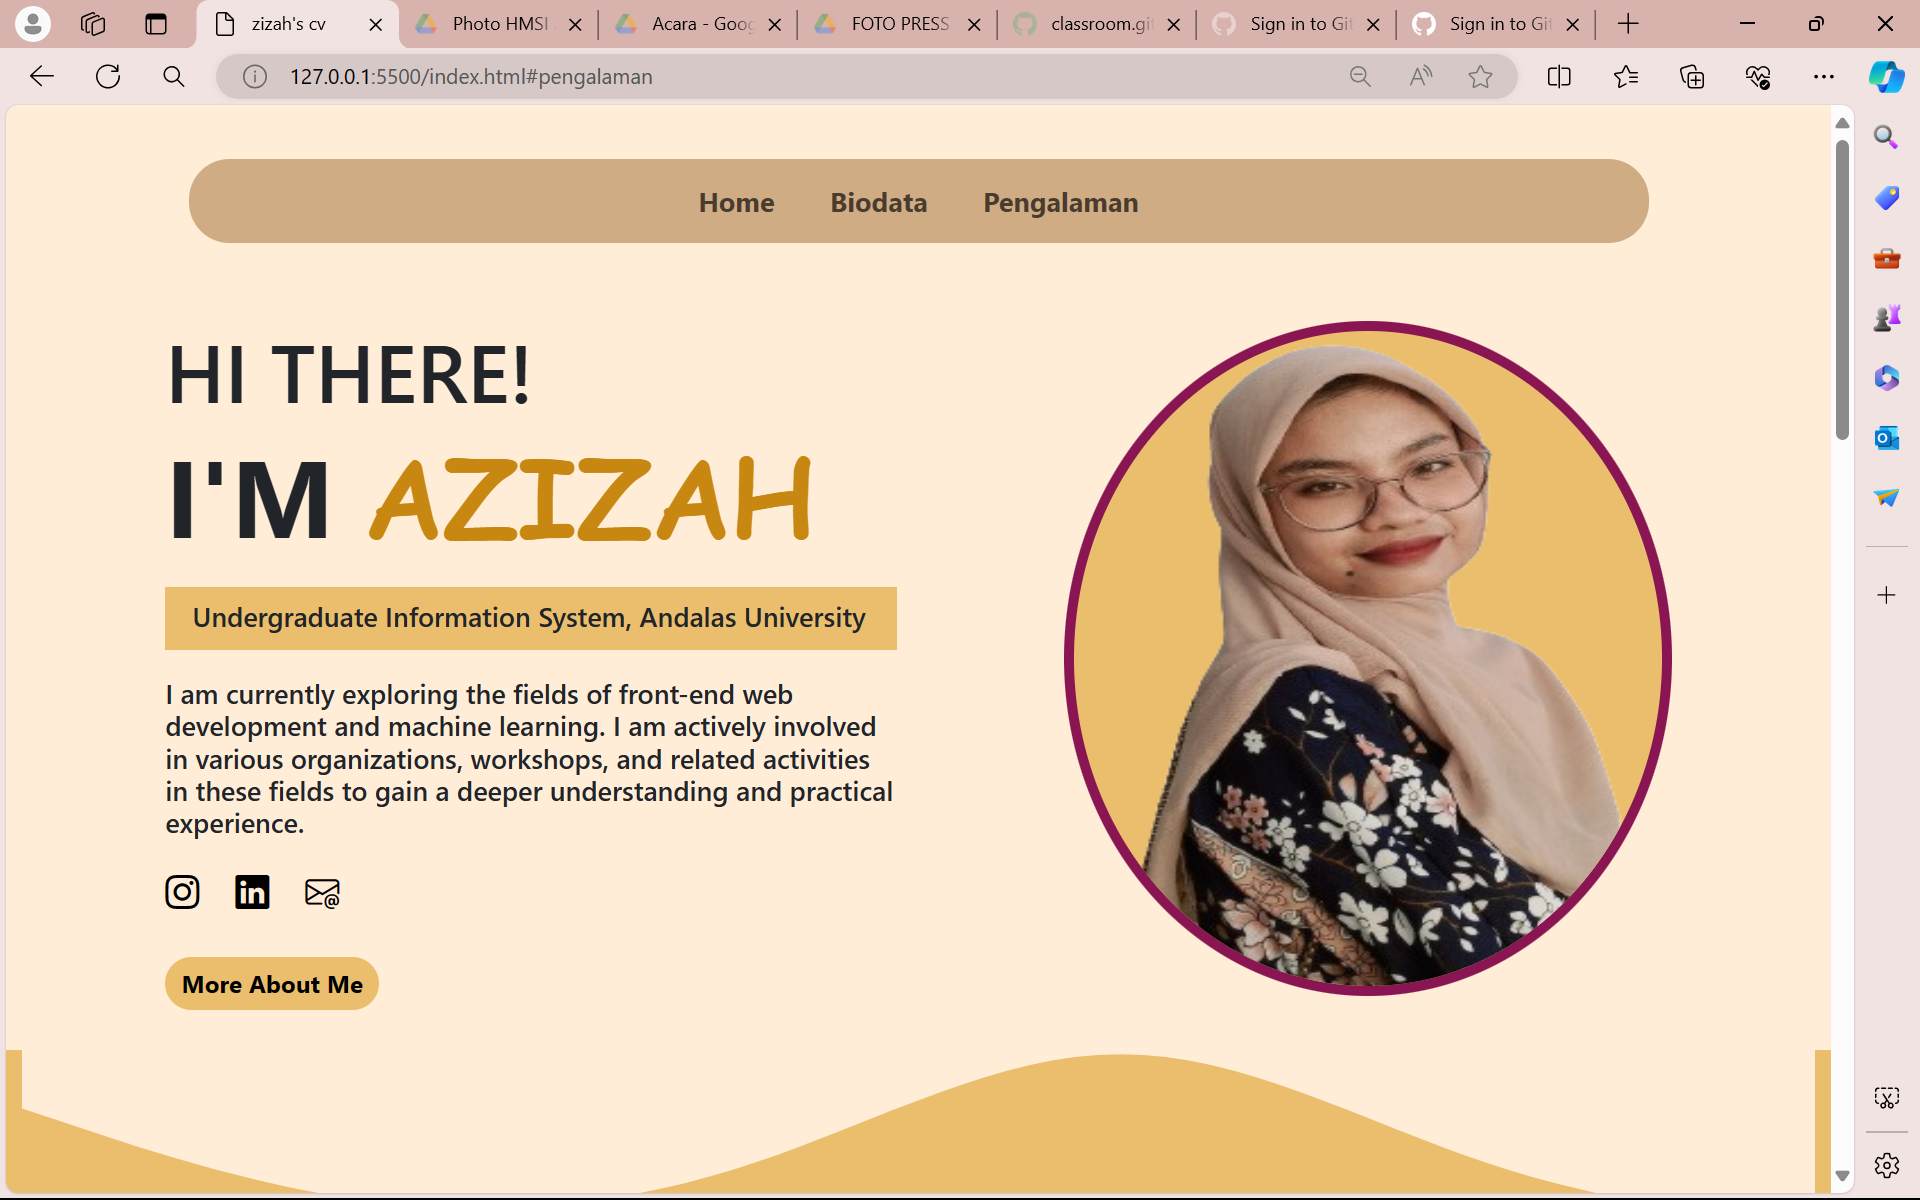 zizah's cv
Photo HMSI
Acara - Goog
FOTO PRESS
classroom.git
Sign in to Git
Sign in to Git
127.0.0.1:5500/index.html#pengalaman
Home Biodata Pengalaman
HI THERE!
I'M AZIZAH
Undergraduate Information System, Andalas University
I am currently exploring the fields of front-end web
development and machine learning. I am actively involved
in various organizations, workshops, and related activities
in these fields to gain a deeper understanding and practical
experience.
More About Me